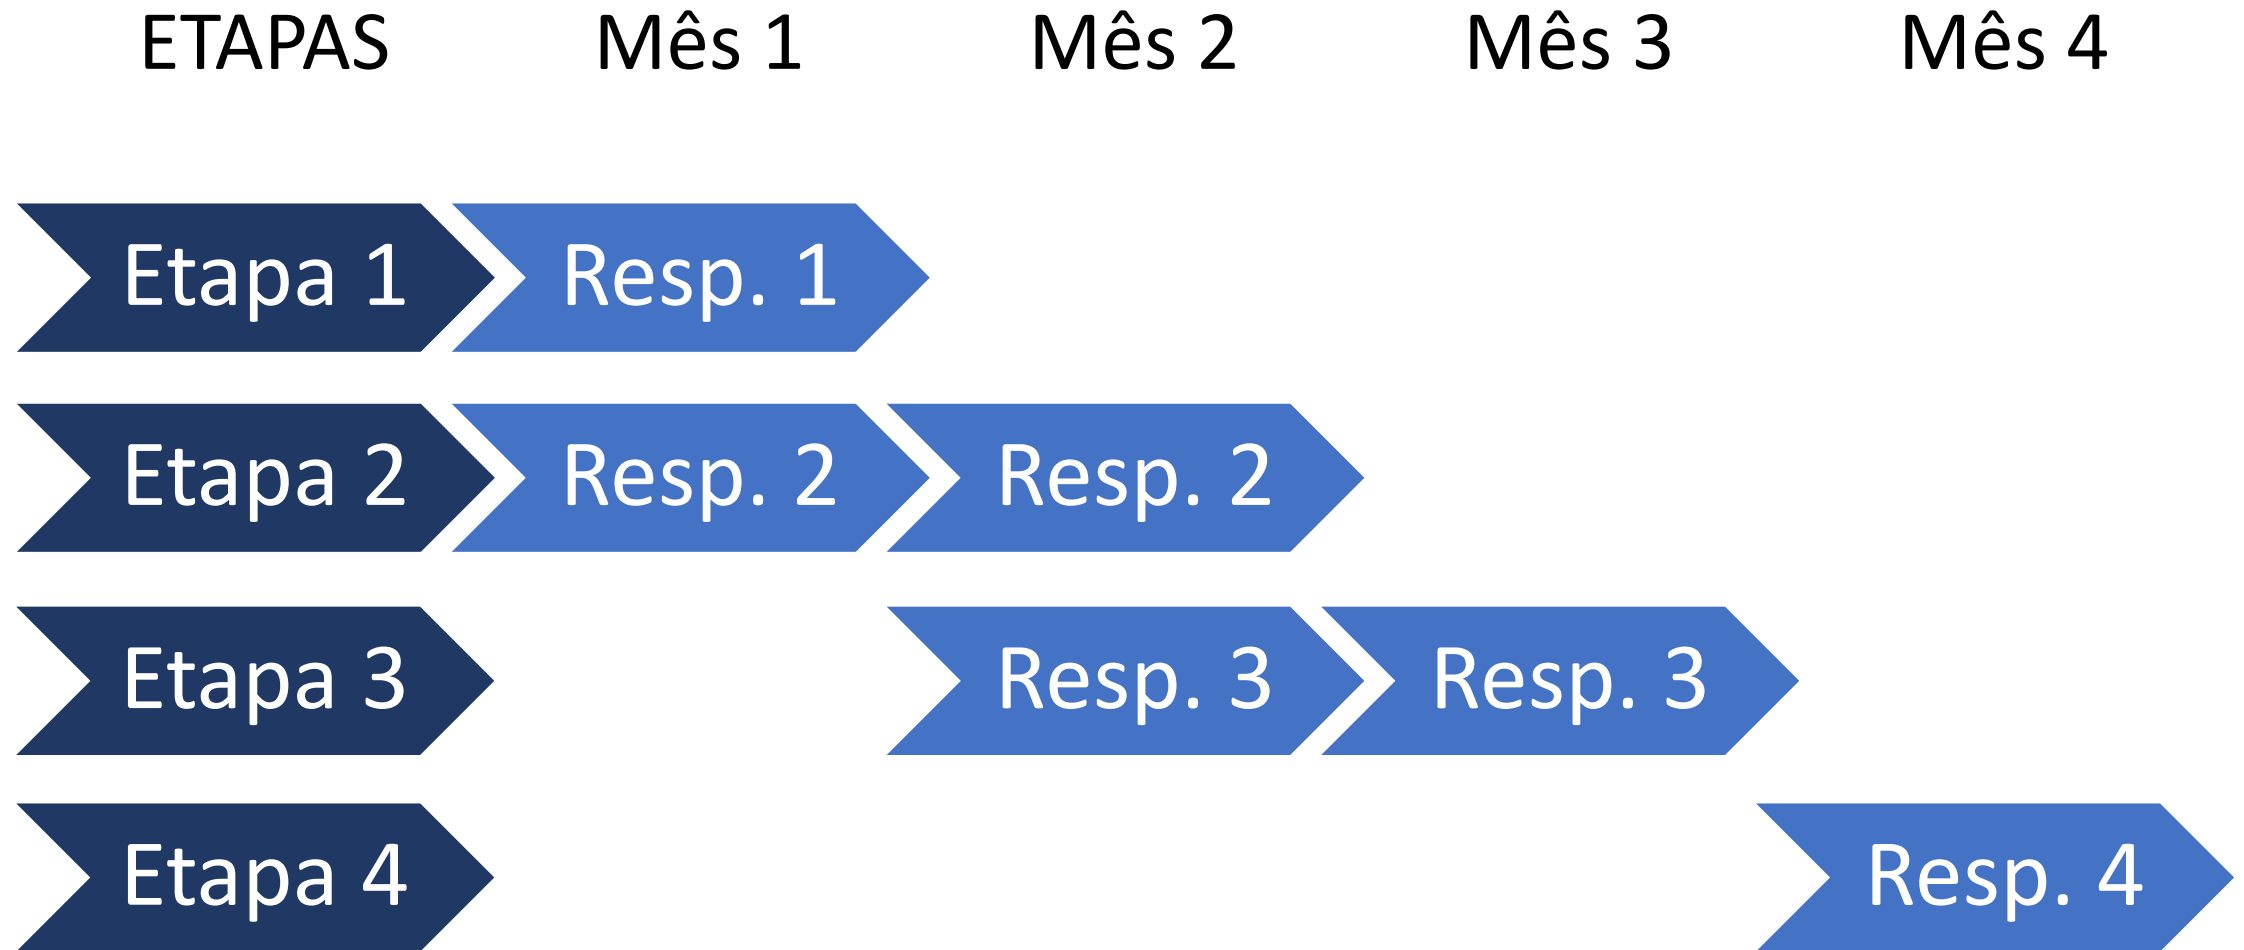 ETAPAS Mês 1 Mês 2 Mês 3 Mês 4
Etapa 1 Resp. 1
Etapa 2 Resp. 2 Resp. 2
Etapa 3 Resp. 3 Resp. 3
Etapa 4 Resp. 4